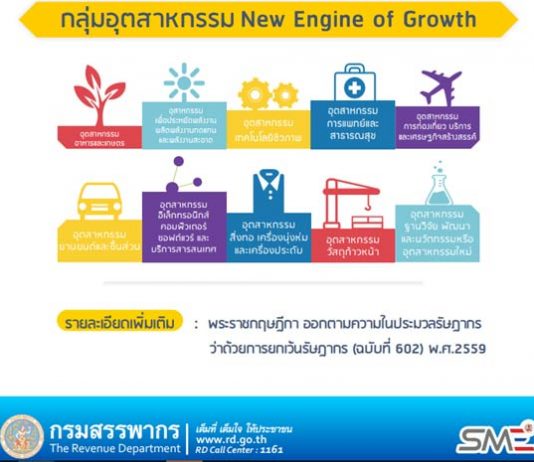 กลุ่มอุตสาหกรรม New Engine of Growth
อุตสาหกรรม
อาหารและเกษตร
อุสาหกรรม
เพื่อประหยัดพลังงาน
ผลิตพลังงานทดแทน
และพลังงานสะอาด
อุตสาหกรรม
เทคโนโลยีชีวภาพ
อุตสาหกรรม
การแพทย์และ
สาธารณสุข
อุตสาหกรรม
การท่องเที่ยว บริการ
และเศรษฐกิจสร้างสรรค์
อุตสาหกรรม
ยานยนต์และชิ้นส่วน
อุตสาหกรรม
อิเล็กทรอนิกส์
คอมพิวเตอร์
ซอฟต์แวร์ และ
บริการสารสนเทศ
อุตสาหกรรม
สิ่งทอ เครื่องนุ่งห่ม
และเครื่องประดับ
อุตสาหกรรม
วัสดุก้าวหน้า
อุตสาหกรรม
ฐานวิจัย พัฒนา
และนวัตกรรมหรือ
อุตสาหกรรมใหม่
รายละเอียดเพิ่มเติม : พระราชกฤษฎีกา ออกตามความในประมวลรัษฎากร
ว่าด้วยการยกเว้นรัษฎากร (ฉบับที่ 602) พ.ศ.2559
กรมสรรพากร
The Revenue Department
เต็มที่ เต็มใจ ให้ประชาชน
www.rd.go.th
RD Call Center : 1161
SME